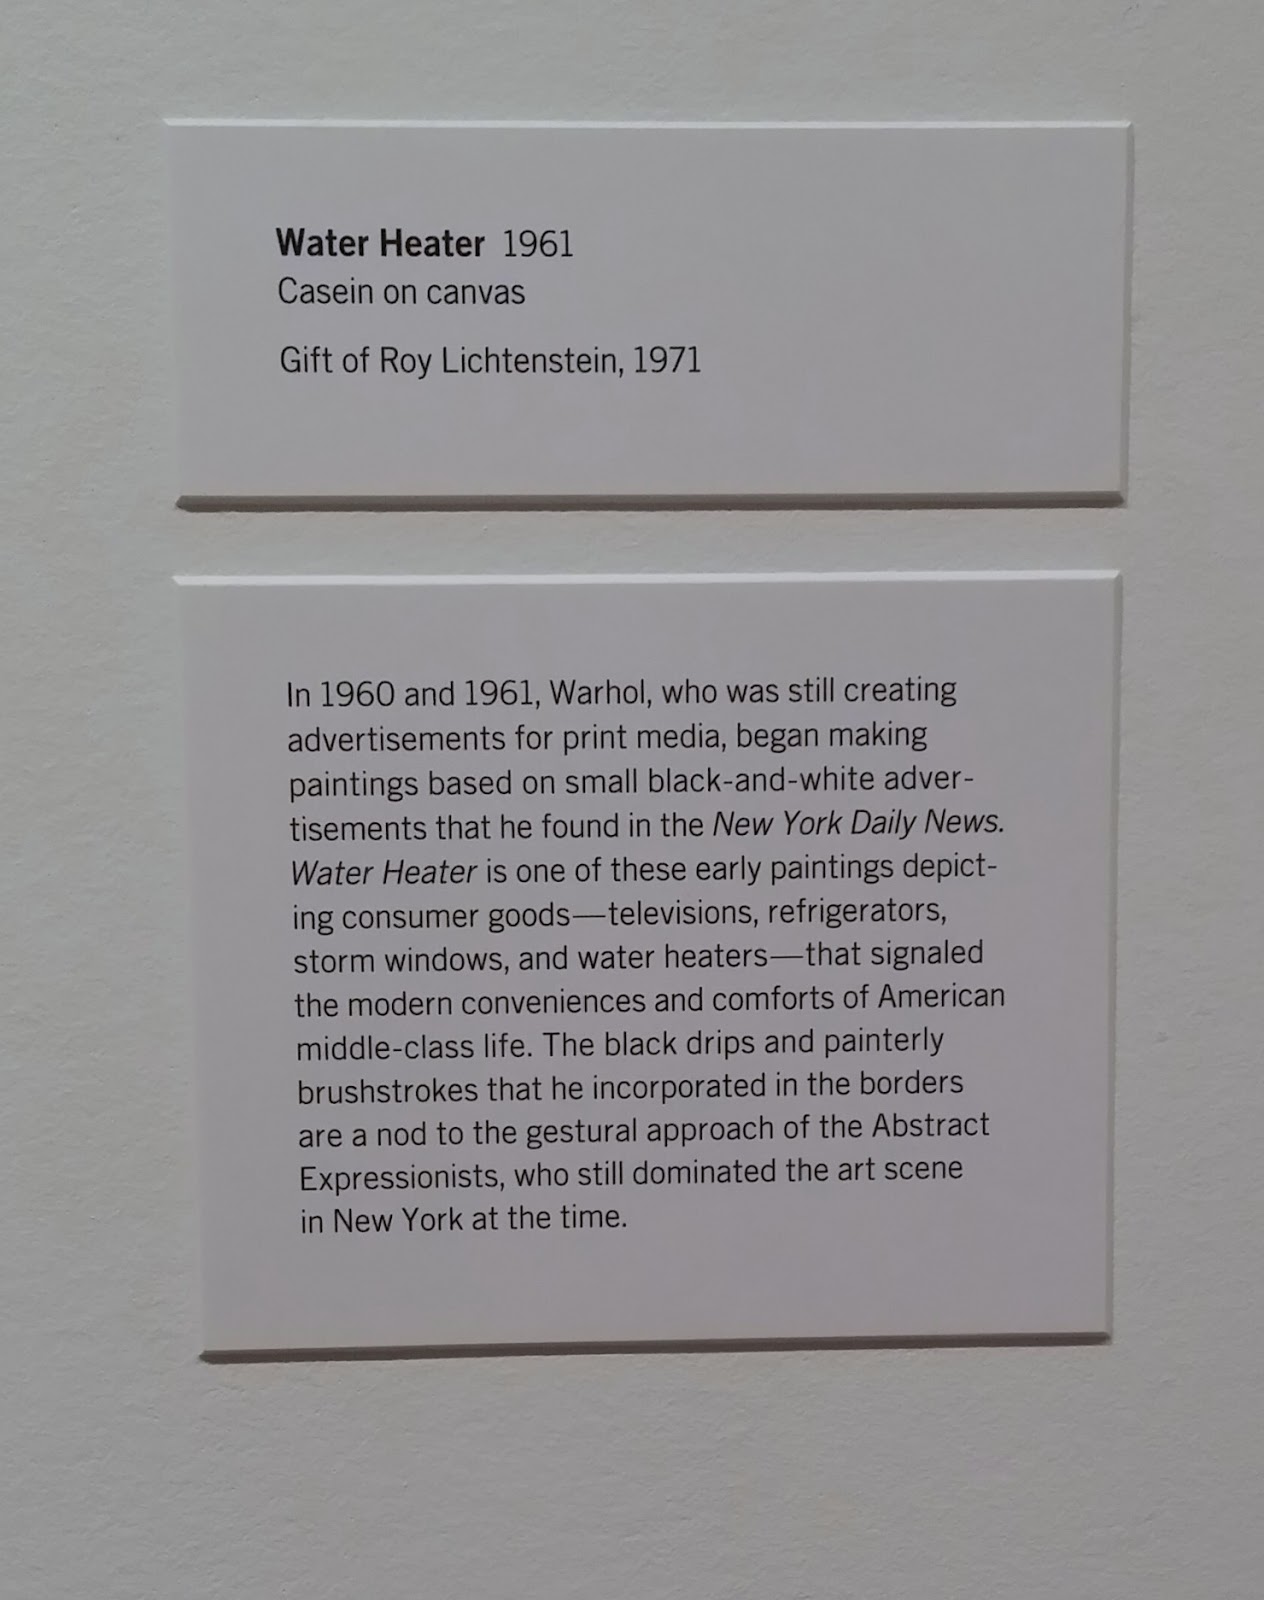 Water Heater 1961
Casein on canvas
Gift of Roy Lichtenstein, 1971
In 1960 and 1961, Warhol, who was still creating
advertisements for print media, began making
paintings based on small black-and-white adver-
tisements that he found in the New York Daily News.
Water Heater is one of these early paintings depict-
ing consumer goods—televisions, refrigerators,
storm windows, and water heaters—that signaled
the modern conveniences and comforts of American
middle-class life. The black drips and painterly
brushstrokes that he incorporated in the borders
are a nod to the gestural approach of the Abstract
Expressionists, who still dominated the art scene
in New York at the time.